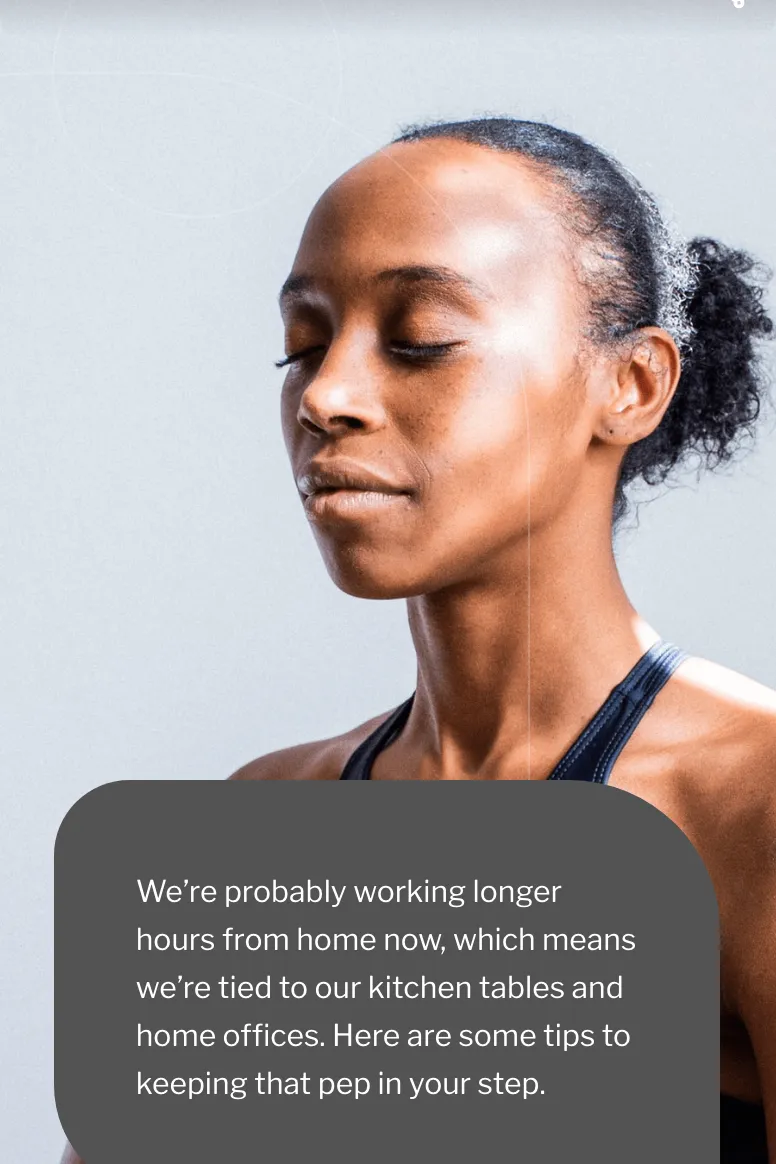 We’re probably working longer
hours from home now, which means
we’re tied to our kitchen tables and
home offices. Here are some tips to
keeping that pep in your step.